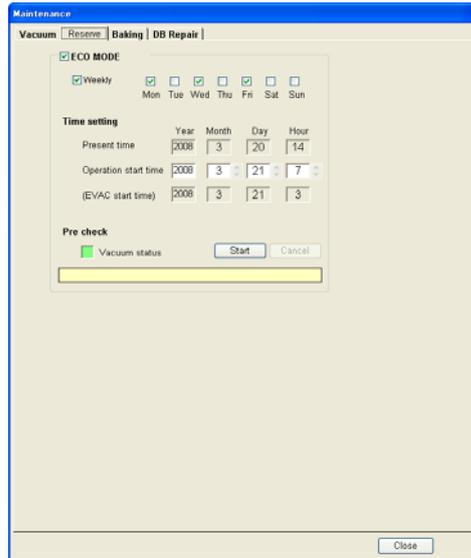 Maintenance
Vacuum Reserve Baking DB Repair
ECO MODE
Weekly
Mon Tue Wed Thu Fri Sat Sun
Time setting
Year Month Day Hour
Present time 2008 3 20 14
Operation start time 2008 3 21 7
(EVAC start time) 2008 3 21 3
Pre check
Vacuum status Start Cancel
Close